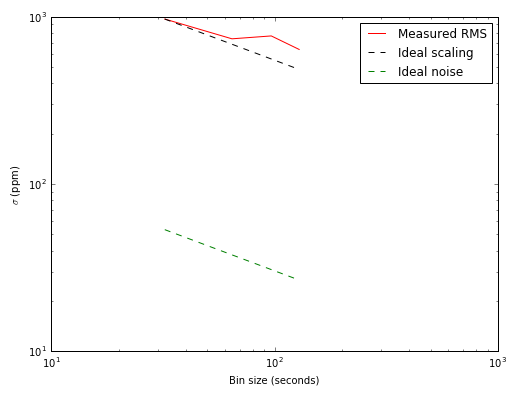 10³
Measured RMS
Ideal scaling
Ideal noise
σ (ppm)
10²
10¹
10¹
10²
10³
Bin size (seconds)